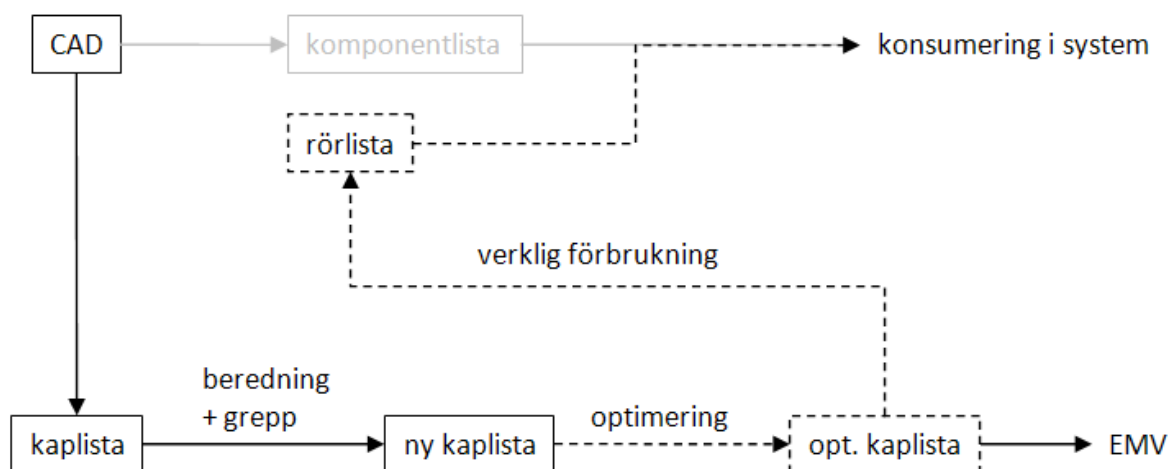 CAD
komponentlista
konsumering i system
rörlista
verklig förbrukning
beredning
+ grepp
optimering
kaplista
ny kaplista
opt. kaplista
EMV